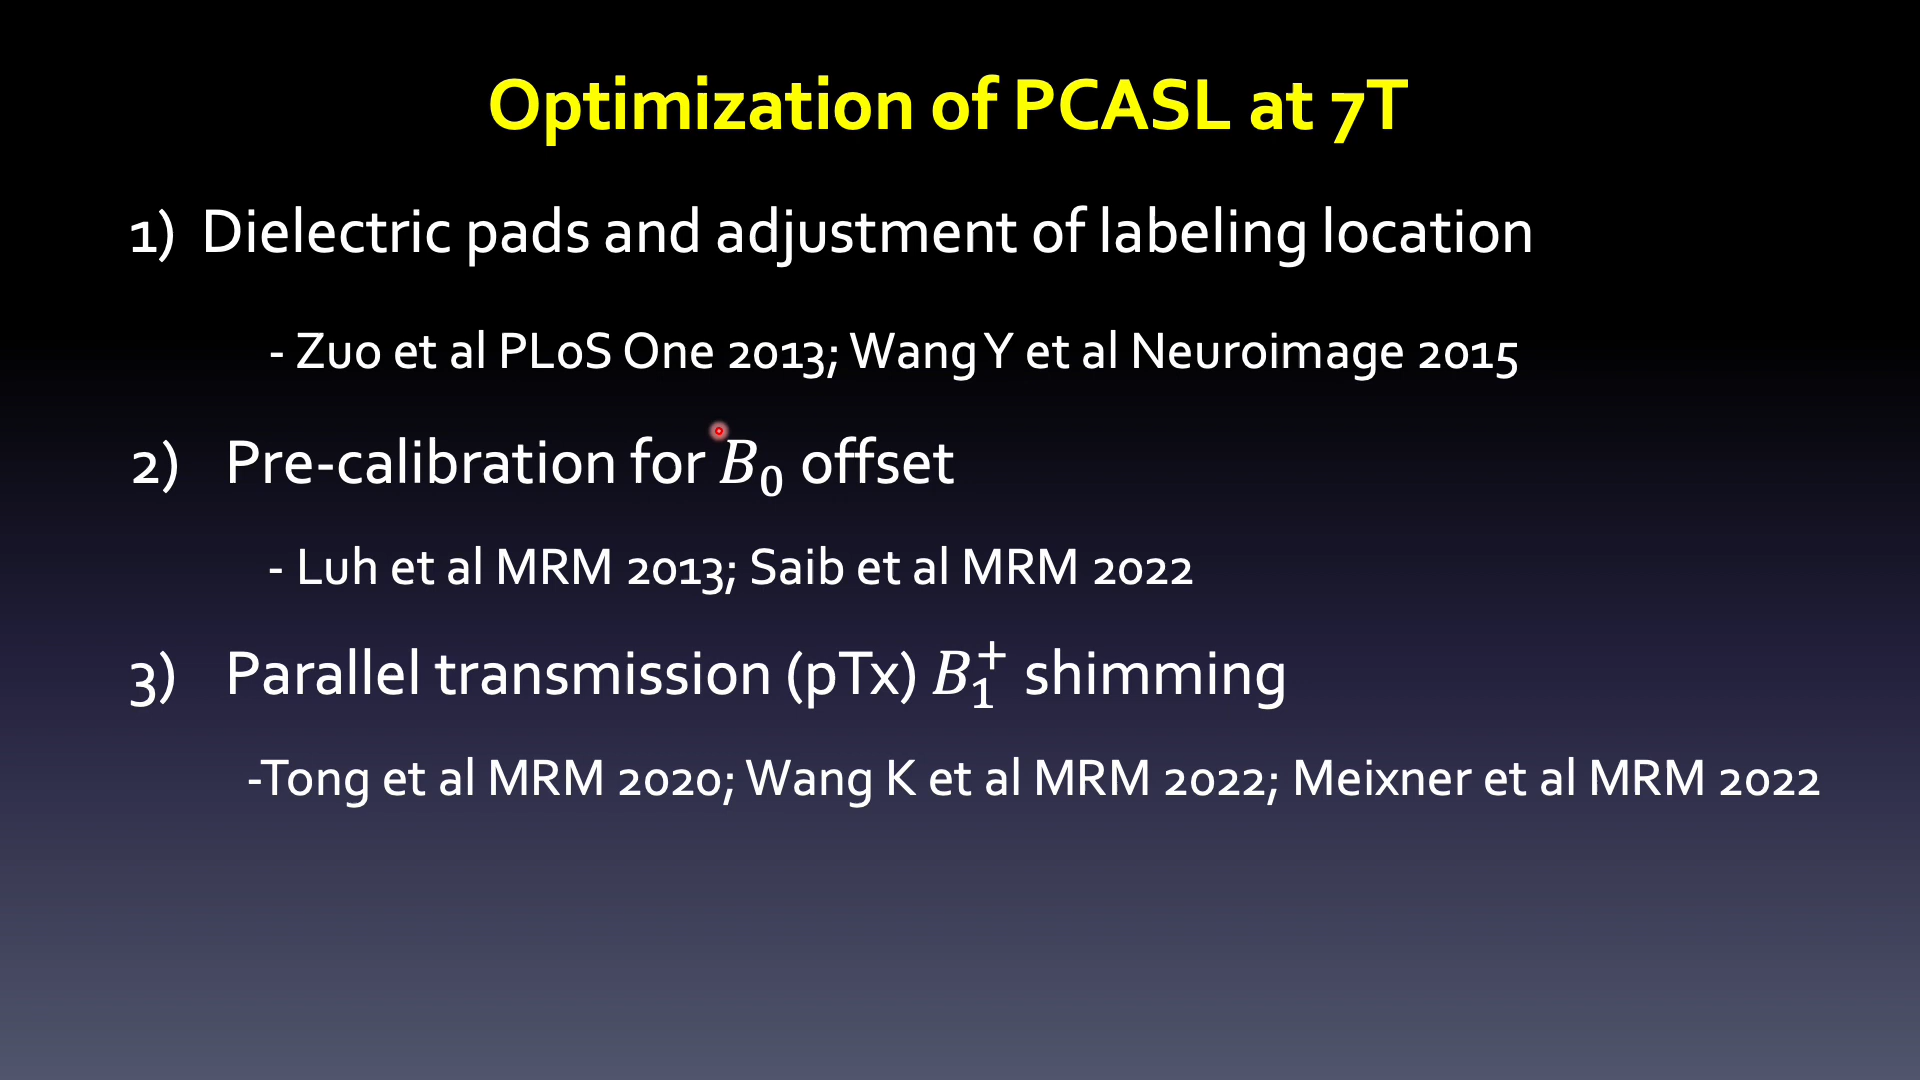 Optimization of PCASL at 7T
1) Dielectric pads and adjustment of labeling location
- Zuo et al PLoS One 2013; Wang Y et al Neuroimage 2015
2) Pre-calibration for B₀ offset
- Luh et al MRM 2013; Saib et al MRM 2022
3) Parallel transmission (pTx) B₁⁺ shimming
-Tong et al MRM 2020; Wang K et al MRM 2022; Meixner et al MRM 2022